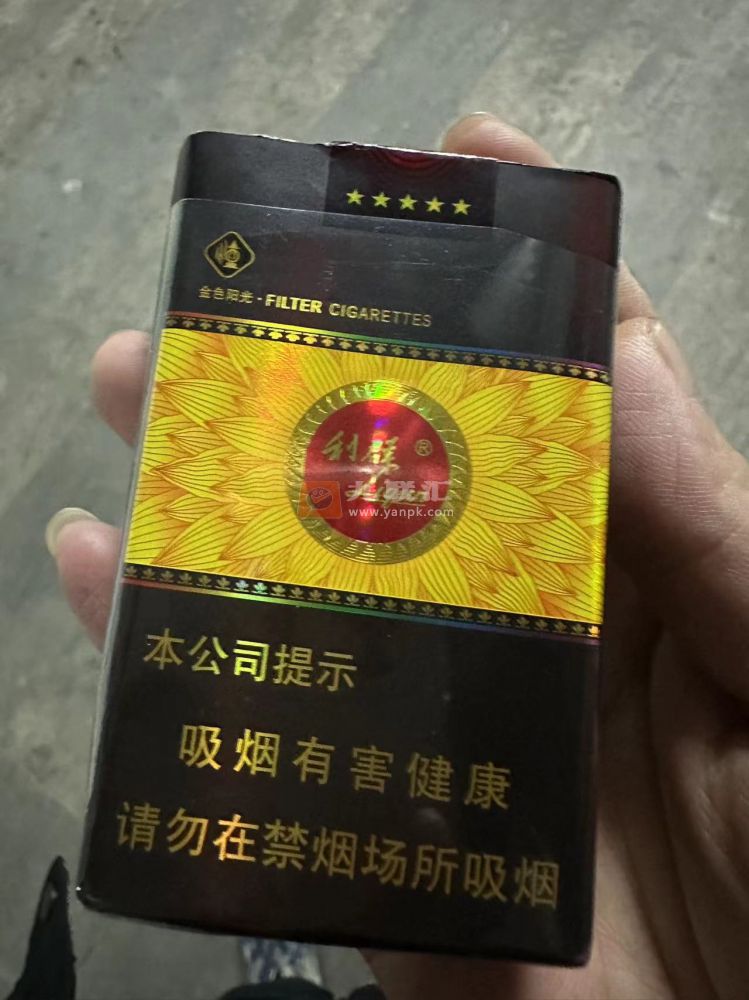 ★★★★★
金色阳光·FILTER CIGARETTES
利群®
Liqun
www.yanpk.com
本公司提示
吸烟有害健康
请勿在禁烟场所吸烟